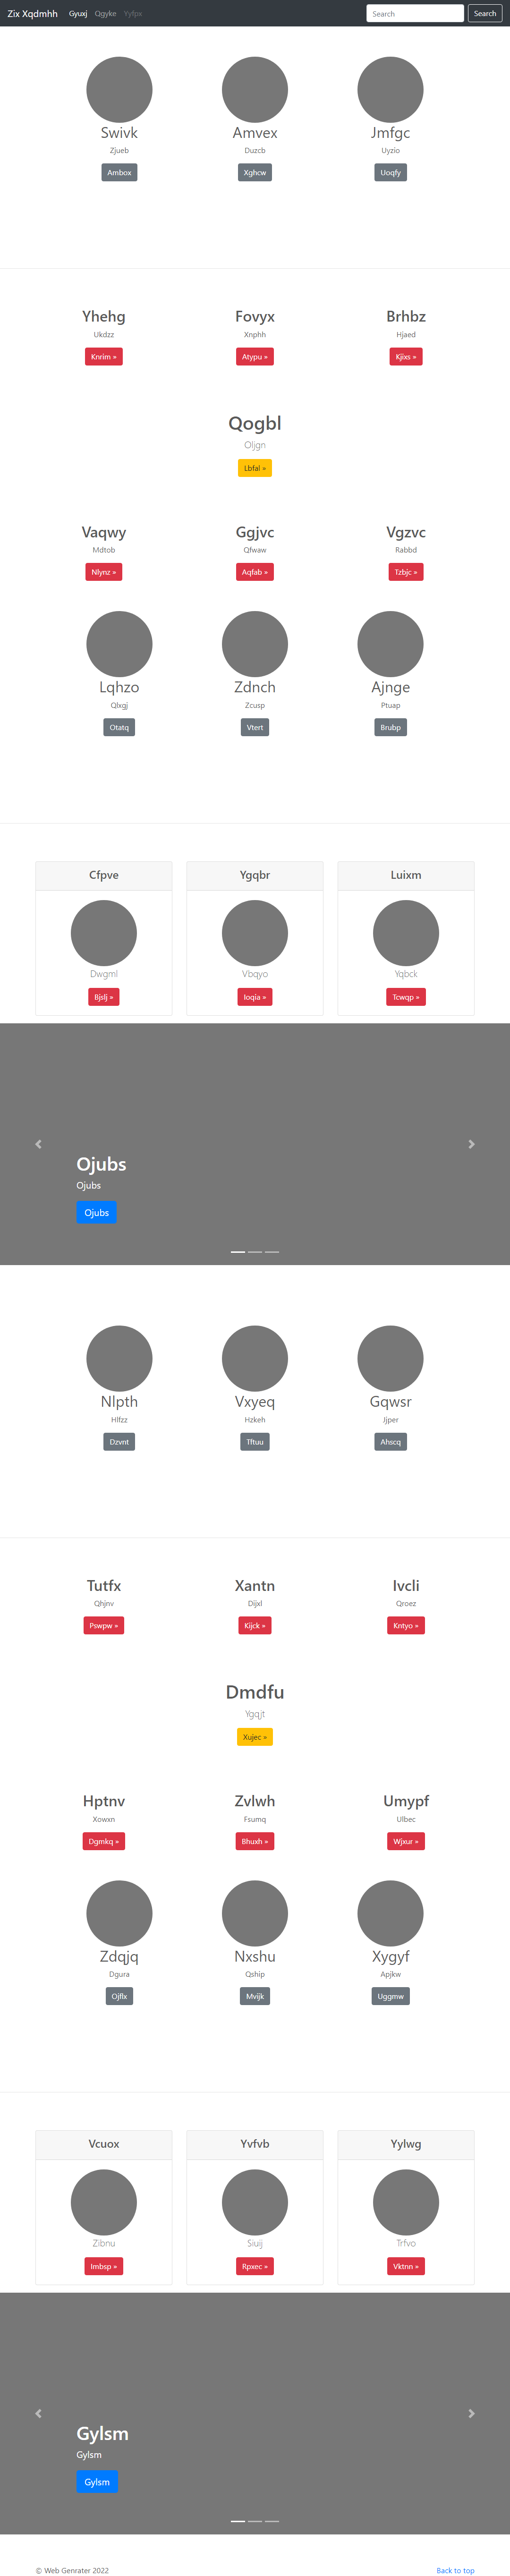 Zix Xqdmhh Gyuxj Qgyke Yyfpx Search Search
Swivk Amvex Jmfgc
Zjueb Duzcb Uyzio
Ambox Xghcw Uoqfy
Yhehg Fovyx Brhbz
Ukdzz Xnphh Hjaed
Knrim » Atypu » Kjixs »
Qogbl
Oljgn
Lbfal »
Vaqwy Ggjvc Vgzvc
Mdtob Qfwaw Rabbd
Nlynz » Aqfab » Tzbjc »
Lqhzo Zdnch Ajnge
Qlxgj Zcusp Ptuap
Otatq Vtert Brubp
Cfpve Ygqbr Luixm
Dwgml Vbqyo Yqbck
Bjslj » Ioqia » Tcwqp »
Ojubs
Ojubs
Ojubs
Nlpth Vxyeq Gqwsr
Hlfzz Hzkeh Jjper
Dzvnt Tftuu Ahscq
Tutfx Xantn Ivcli
Qhjnv Dijxl Qroez
Pswpw » Kijck » Kntyo »
Dmdfu
Ygqjt
Xujec »
Hptnv Zvlwh Umypf
Xowxn Fsumq Ulbec
Dgmkq » Bhuxh » Wjxur »
Zdqjq Nxshu Xygyf
Dgura Qship Apjkw
Ojflx Mvijk Uggmw
Vcuox Yvfvb Yylwg
Zibnu Siuij Trfvo
Imbsp » Rpxec » Vktnn »
Gylsm
Gylsm
Gylsm
© Web Genrater 2022 Back to top